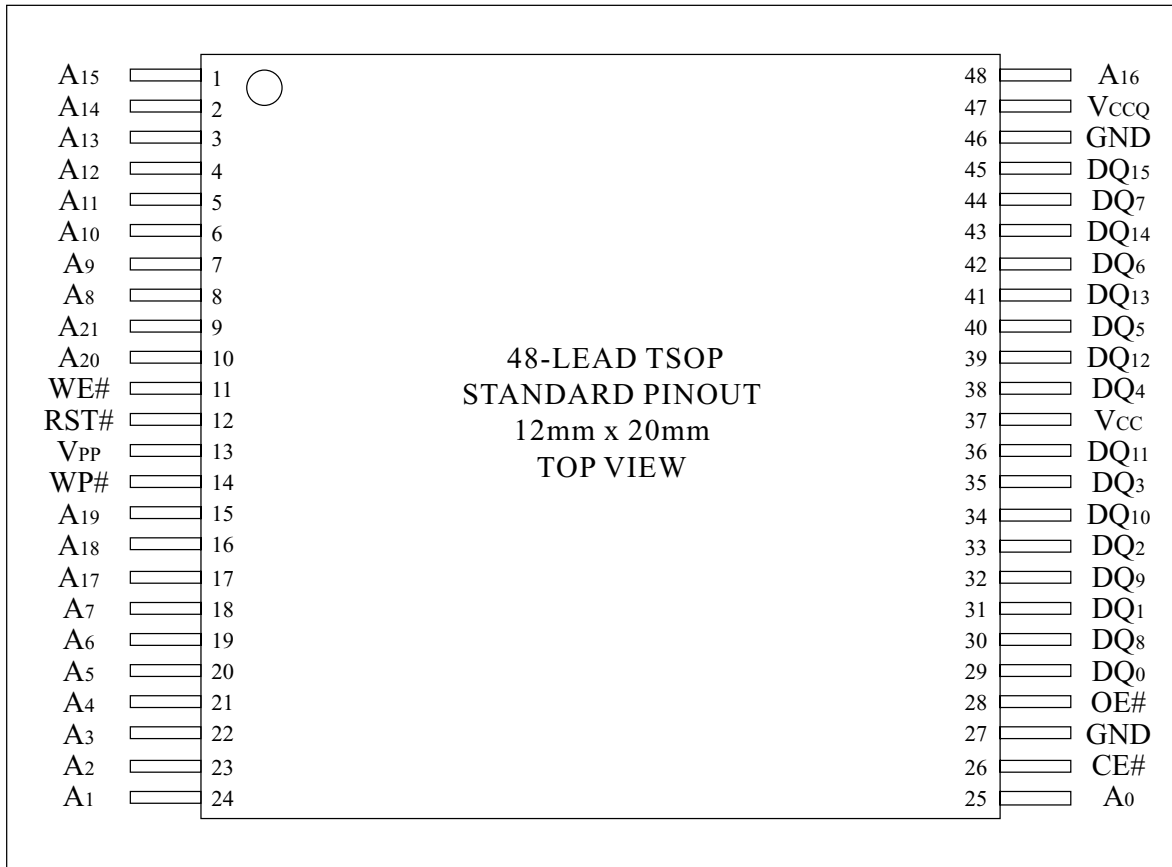 A15 1 48 A16
A14 2 47 VCCQ
A13 3 46 GND
A12 4 45 DQ15
A11 5 44 DQ7
A10 6 43 DQ14
A9 7 42 DQ6
A8 8 41 DQ13
A21 9 40 DQ5
A20 10 39 DQ12
WE# 11 38 DQ4
RST# 12 37 VCC
VPP 13 36 DQ11
WP# 14 35 DQ3
A19 15 34 DQ10
A18 16 33 DQ2
A17 17 32 DQ9
A7 18 31 DQ1
A6 19 30 DQ8
A5 20 29 DQ0
A4 21 28 OE#
A3 22 27 GND
A2 23 26 CE#
A1 24 25 A0
48-LEAD TSOP
STANDARD PINOUT
12mm x 20mm
TOP VIEW